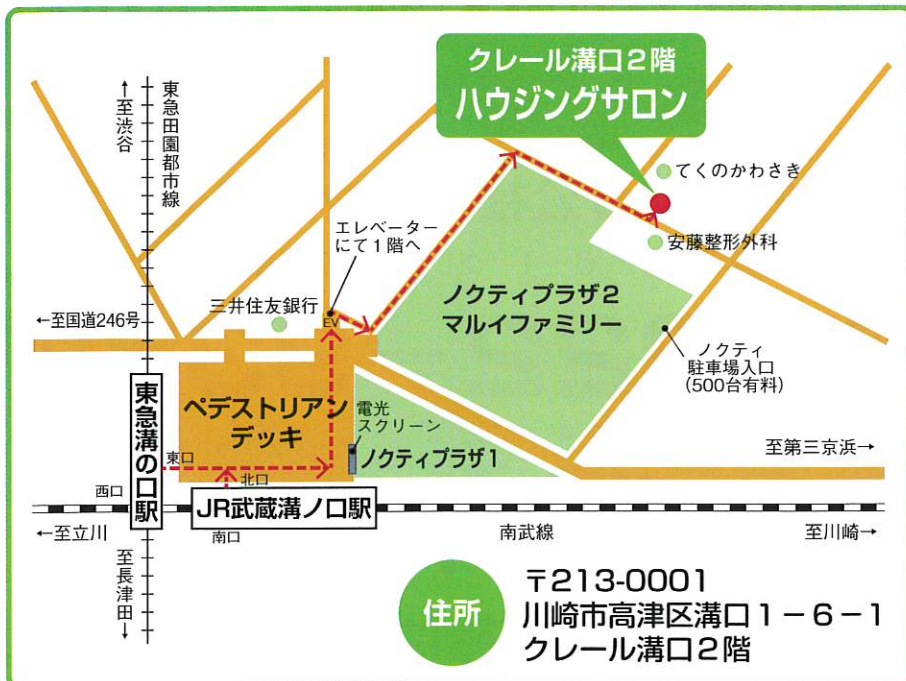 クレール溝口2階
ハウジングサロン
てくのかわさき
安藤整形外科
↑至渋谷
東急田園都市線
エレベーター
にて1階へ
三井住友銀行
EV
←至国道246号
ノクティプラザ2
マルイファミリー
ノクティ
駐車場入口
(500台有料)
ペデストリアン
デッキ
電光
スクリーン
ノクティプラザ1
東急溝の口駅
東口
西口
北口
JR武蔵溝ノ口駅
南口
至第三京浜→
←至立川
南武線
至川崎→
至長津田↓
住所
〒213-0001
川崎市高津区溝口1-6-1
クレール溝口2階